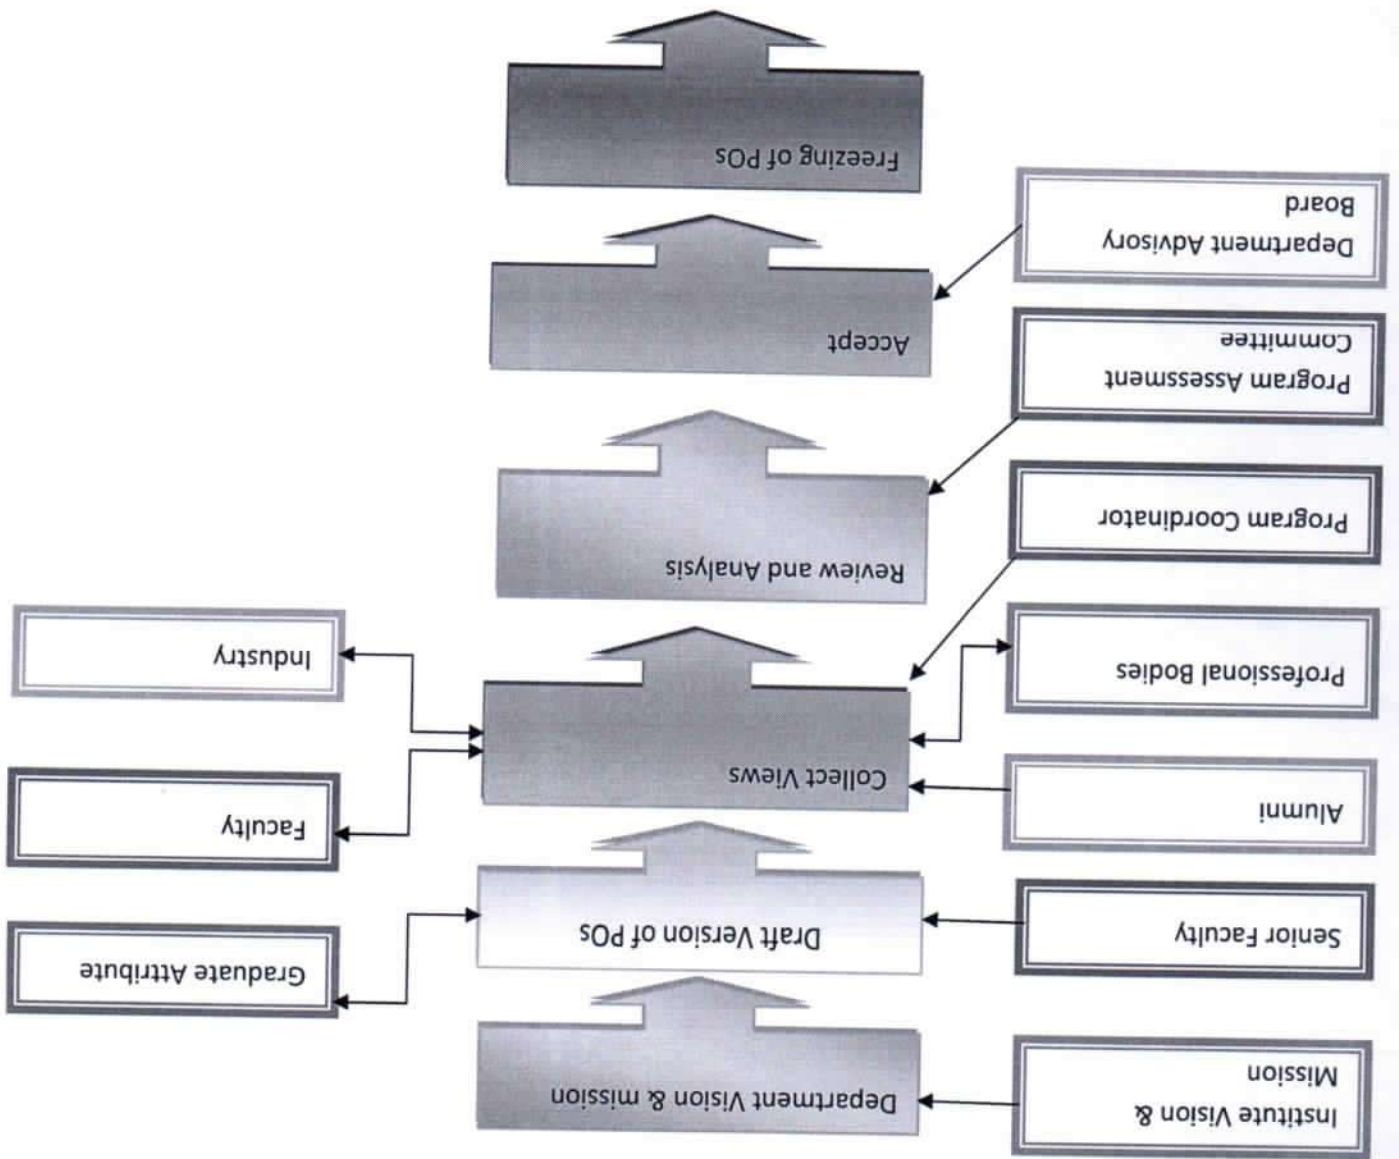 Institute Vision &
Mission
Department Vision & mission
Senior Faculty
Draft Version of POs
Graduate Attribute
Alumni
Collect Views
Faculty
Professional Bodies
Industry
Program Coordinator
Review and Analysis
Program Assessment
Committee
Accept
Department Advisory
Board
Freezing of POs